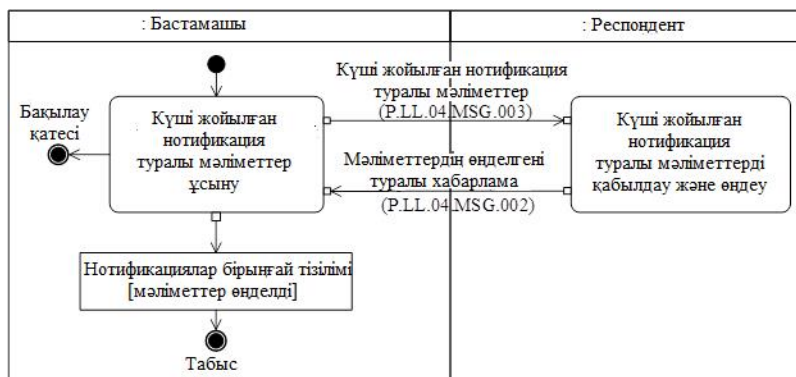 : Бастамашы
: Респондент
Күші жойылған нотификация
туралы мәліметтер
(P.LL.04.MSG.003)
Бақылау
қатесі
Күші жойылған
нотификация
туралы мәліметтер
ұсыну
Күші жойылған
нотификация
туралы мәліметтерді
қабылдау және өңдеу
Мәліметтердің өңделгені
туралы хабарлама
(P.LL.04.MSG.002)
Нотификациялар бірыңғай тізілімі
[мәліметтер өңделді]
Табыс